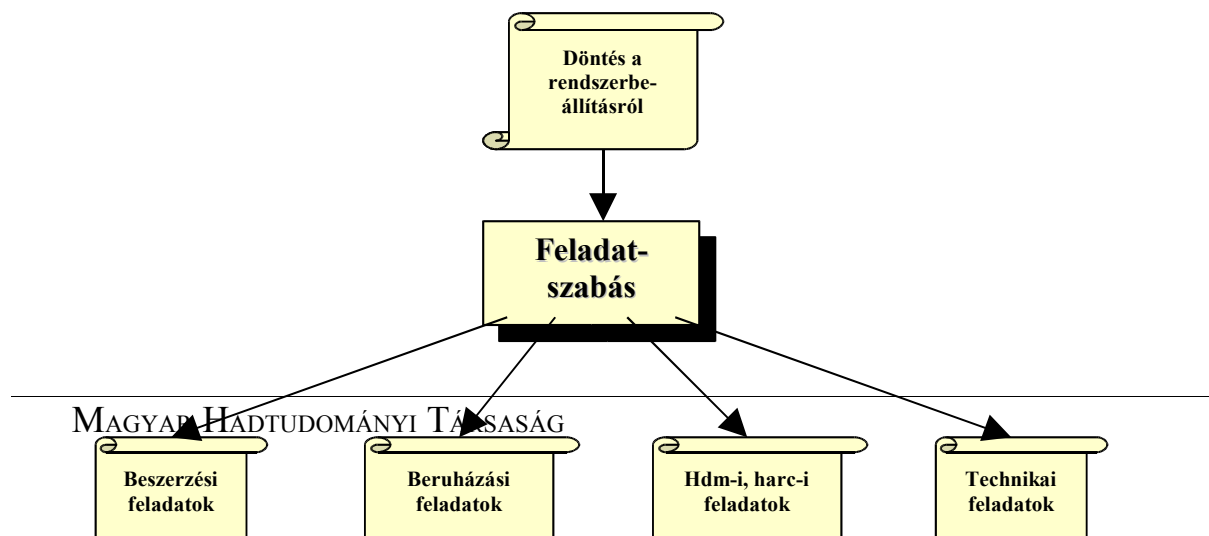 Döntés a
rendszerbe-
állításról
Feladat-
szabás
MAGYAR HADTUDOMÁNYI TÁRSASÁG
Beszerzési
feladatok
Beruházási
feladatok
Hdm-i, harc-i
feladatok
Technikai
feladatok